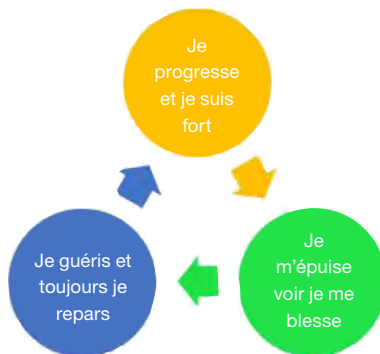 Je
progresse
et je suis
fort
Je
m'épuise
voir je me
blesse
Je guéris et
toujours je
repars